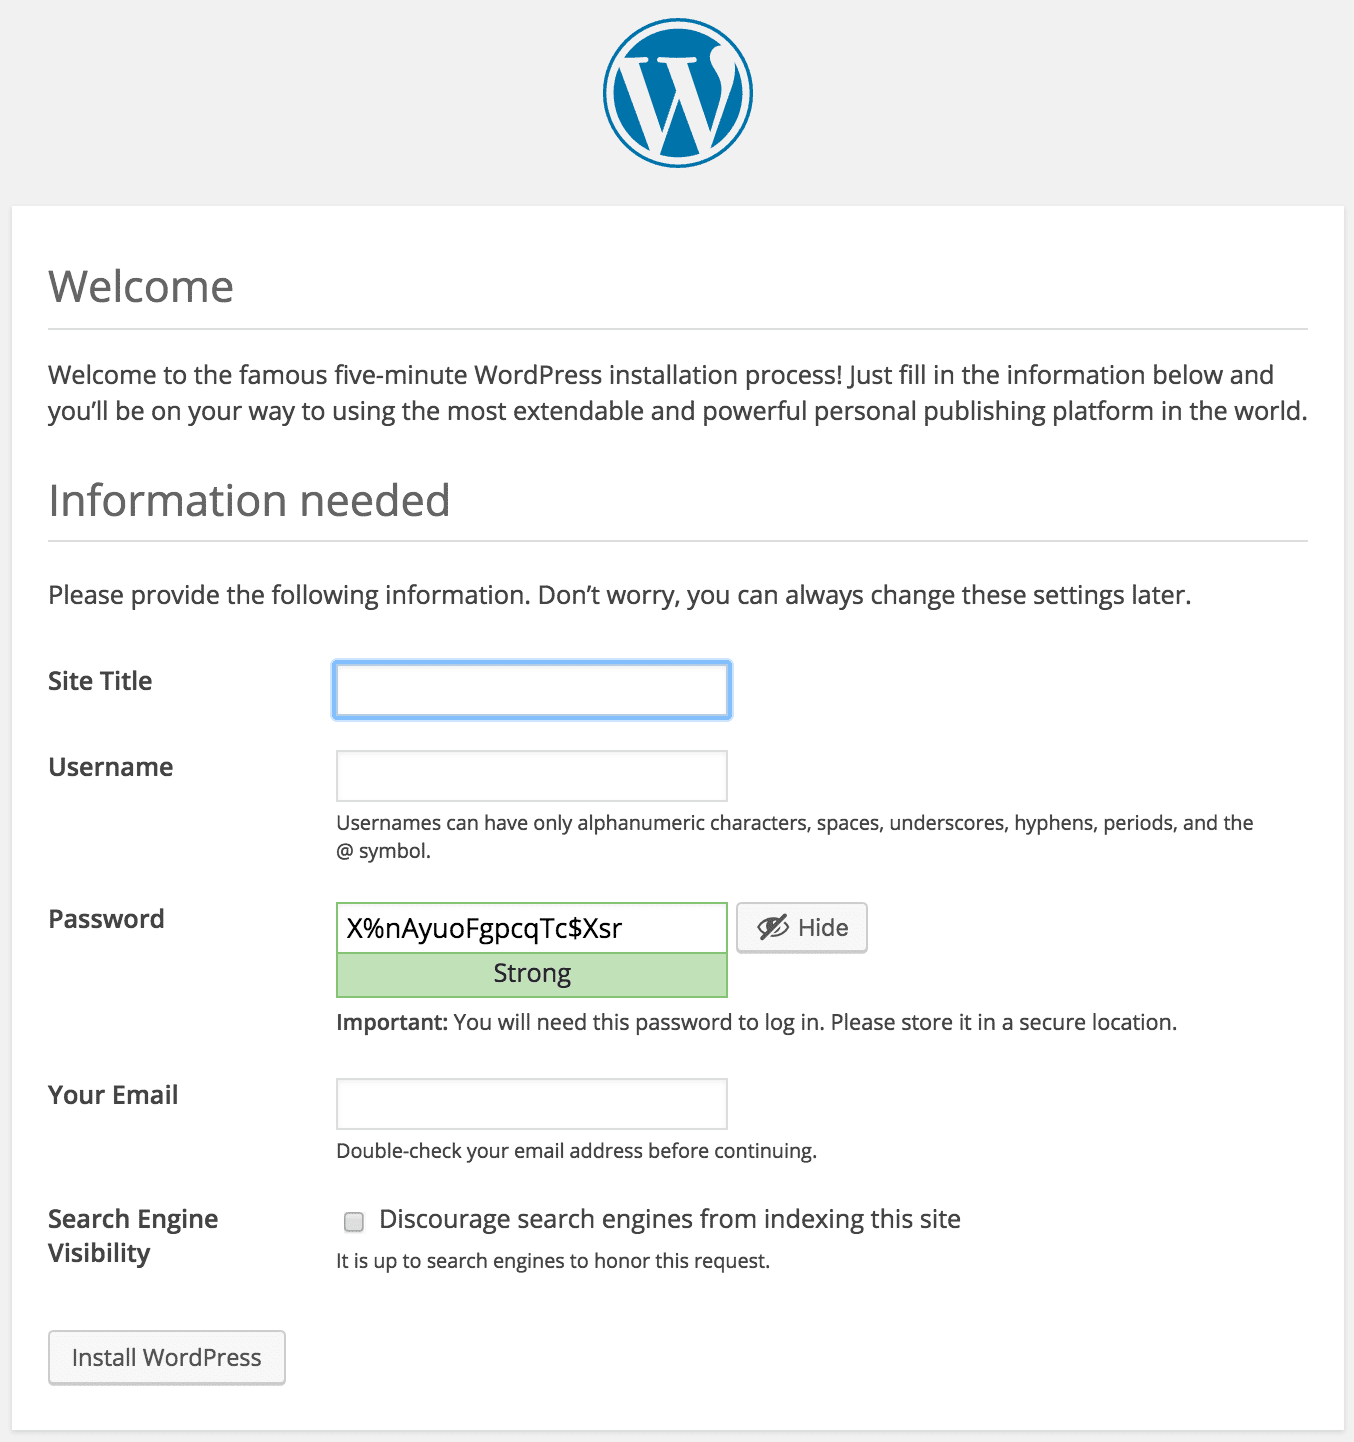 Welcome
Welcome to the famous five-minute WordPress installation process! Just fill in the information below and
you’ll be on your way to using the most extendable and powerful personal publishing platform in the world.
Information needed
Please provide the following information. Don’t worry, you can always change these settings later.
Site Title
Username
Usernames can have only alphanumeric characters, spaces, underscores, hyphens, periods, and the
@ symbol.
Password
X%nAyuoFgpcqTc$Xsr
Hide
Strong
Important: You will need this password to log in. Please store it in a secure location.
Your Email
Double-check your email address before continuing.
Search Engine
Visibility
Discourage search engines from indexing this site
It is up to search engines to honor this request.
Install WordPress